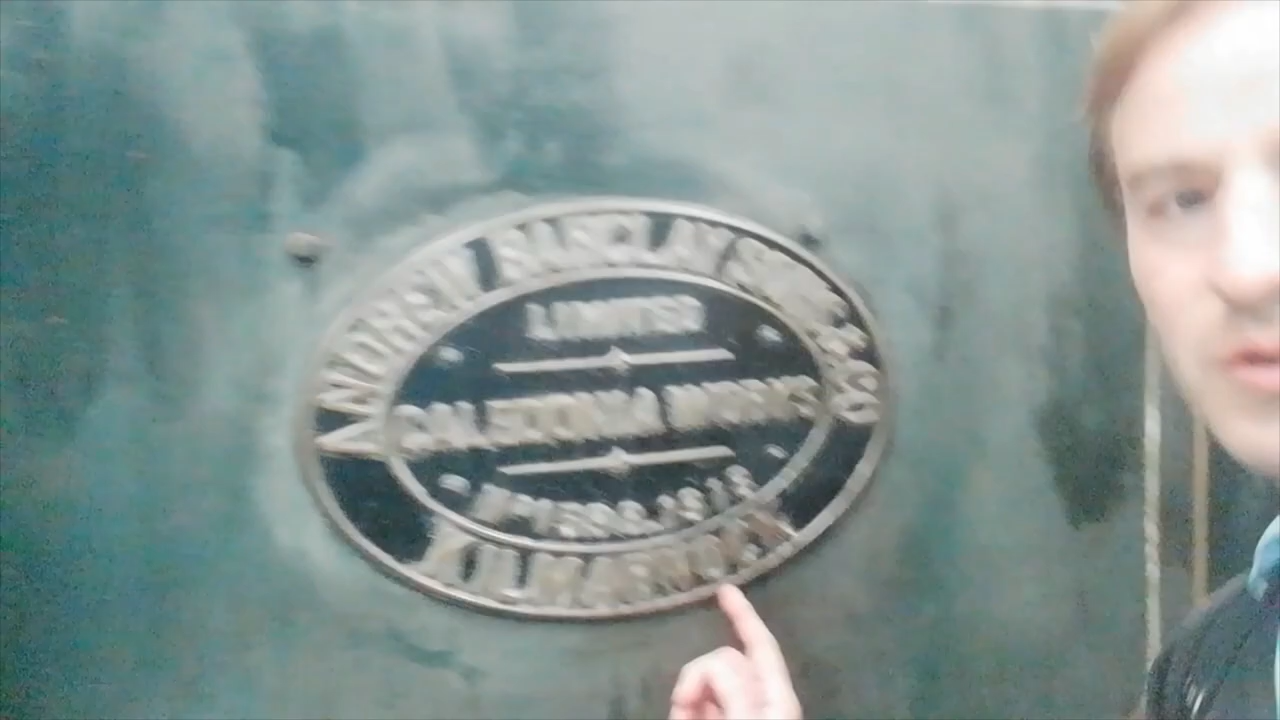 ANDREW BARCLAY SONS & Co
LIMITED
CALEDONIA WORKS
KILMARNOCK